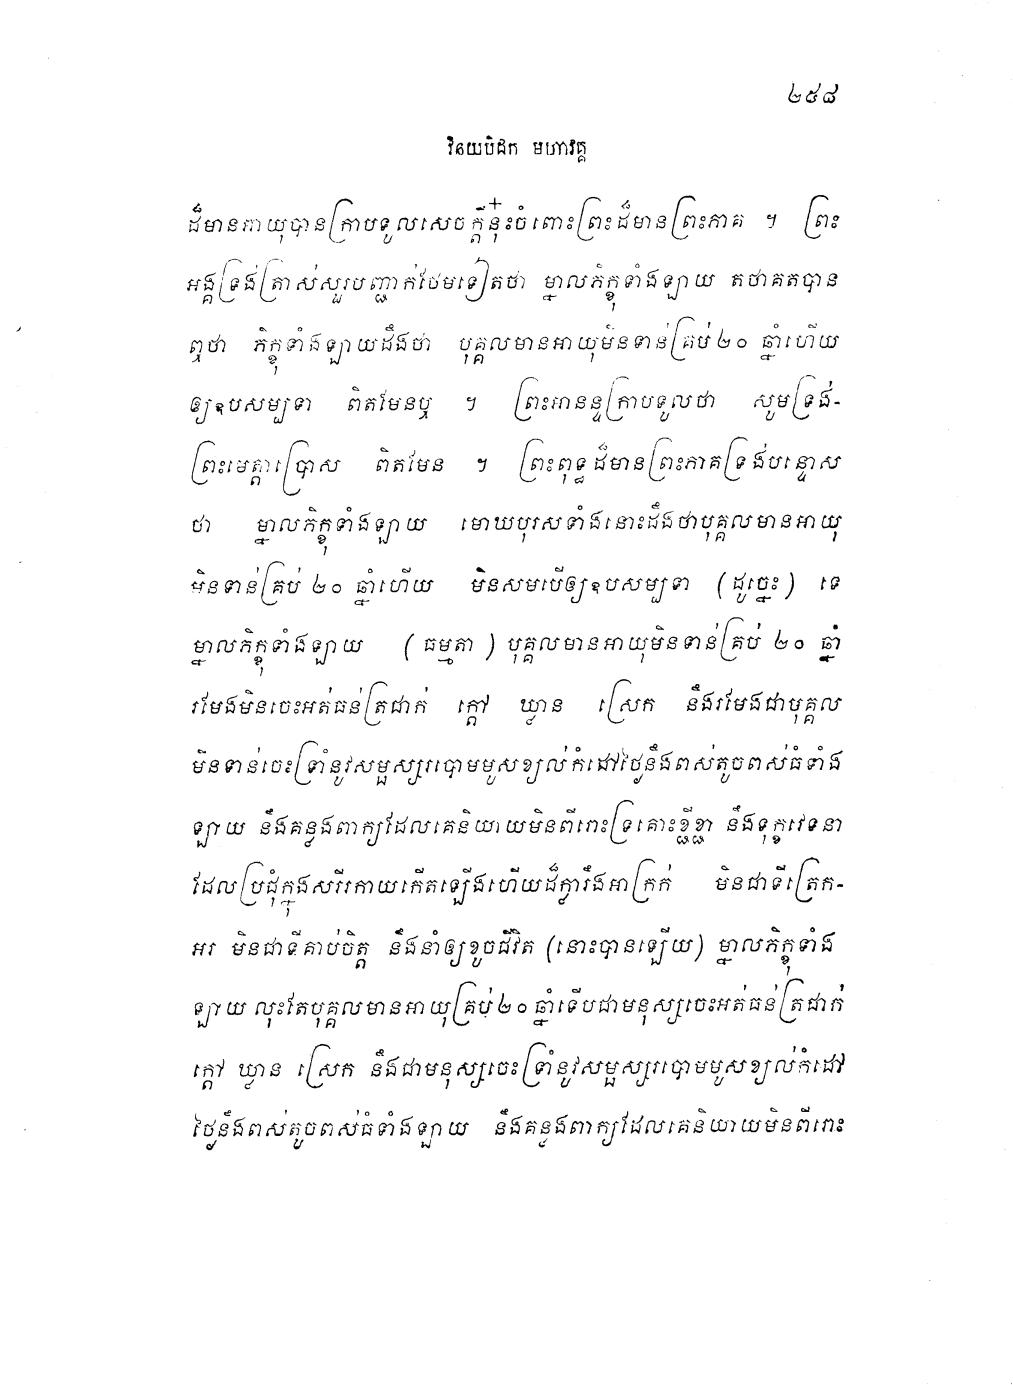 ២៥៨
វិនយបិដក មហាវគ្គ
ដ៏មានអាយុបានក្រាបទូលសេចក្តីនុ៎ះចំពោះព្រះដ៏មានព្រះភាគ ។ ព្រះ
អង្គទ្រង់ត្រាស់សួរបញ្ជាក់ថែមទៀតថា ម្នាលភិក្ខុទាំងឡាយ តថាគតបាន
ឮថា ភិក្ខុទាំងឡាយដឹងថា បុគ្គលមានអាយុមិនទាន់គ្រប់២០ ឆ្នាំហើយ
ឲ្យឧបសម្បទា ពិតមែនឬ ។ ព្រះអានន្ទក្រាបទូលថា សូមទ្រង់-
ព្រះមេត្តាប្រោស ពិតមែន ។ ព្រះពុទ្ធដ៏មានព្រះភាគទ្រង់បន្ទោស
ថា ម្នាលភិក្ខុទាំងឡាយ មោឃបុរសទាំងនោះដឹងថាបុគ្គលមានអាយុ
មិនទាន់គ្រប់ ២០ ឆ្នាំហើយ មិនសមបើឲ្យឧបសម្បទា (ដូច្នេះ) ទេ
ម្នាលភិក្ខុទាំងឡាយ (ធម្មតា) បុគ្គលមានអាយុមិនទាន់គ្រប់ ២០ ឆ្នាំ
រមែងមិនចេះអត់ធន់ត្រជាក់ ក្តៅ ឃ្លាន ស្រេក នឹងរមែងជាបុគ្គល
មិនទាន់ចេះទ្រាំនូវសម្ផស្សរបោមមូសខ្យល់កំដៅថ្ងៃនឹងពស់តូចពស់ធំទាំង
ឡាយ នឹងគន្លងពាក្យដែលគេនិយាយមិនពីរោះទ្រគោះខ្ជីខ្ជា នឹងទុក្ខវេទនា
ដែលប្រជុំក្នុងសរីរកាយកើតឡើងហើយដ៏ក្លារឹងអាក្រក់ មិនជាទីត្រេក-
អរ មិនជាទីគាប់ចិត្ត នឹងនាំឲ្យខូចជីវិត (នោះបានឡើយ) ម្នាលភិក្ខុទាំង
ឡាយ លុះតែបុគ្គលមានអាយុគ្រប់២០ឆ្នាំទើបជាមនុស្សចេះអត់ធន់ត្រជាក់
ក្តៅ ឃ្លាន ស្រេក នឹងជាមនុស្សចេះទ្រាំនូវសម្ផស្សរបោមមូសខ្យល់កំដៅ
ថ្ងៃនឹងពស់តូចពស់ធំទាំងឡាយ នឹងគន្លងពាក្យដែលគេនិយាយមិនពីរោះ